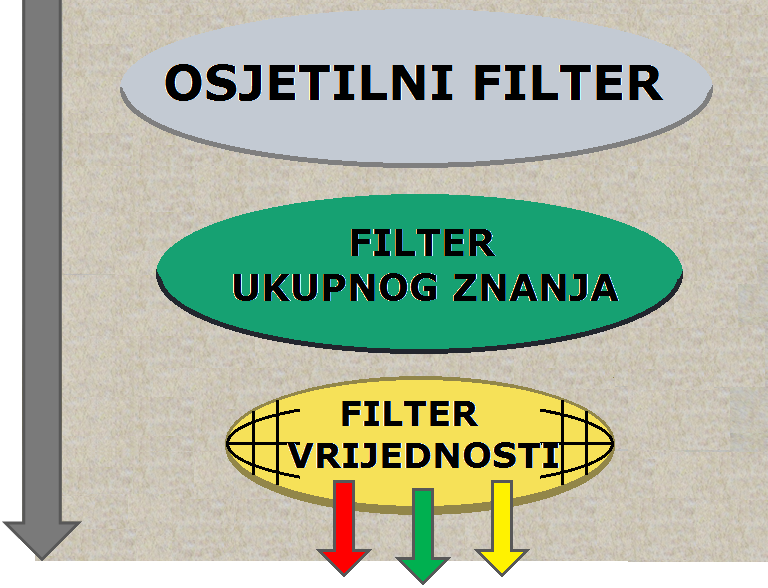 OSJETILNI FILTER
FILTER
UKUPNOG ZNANJA
FILTER
VRIJEDNOSTI